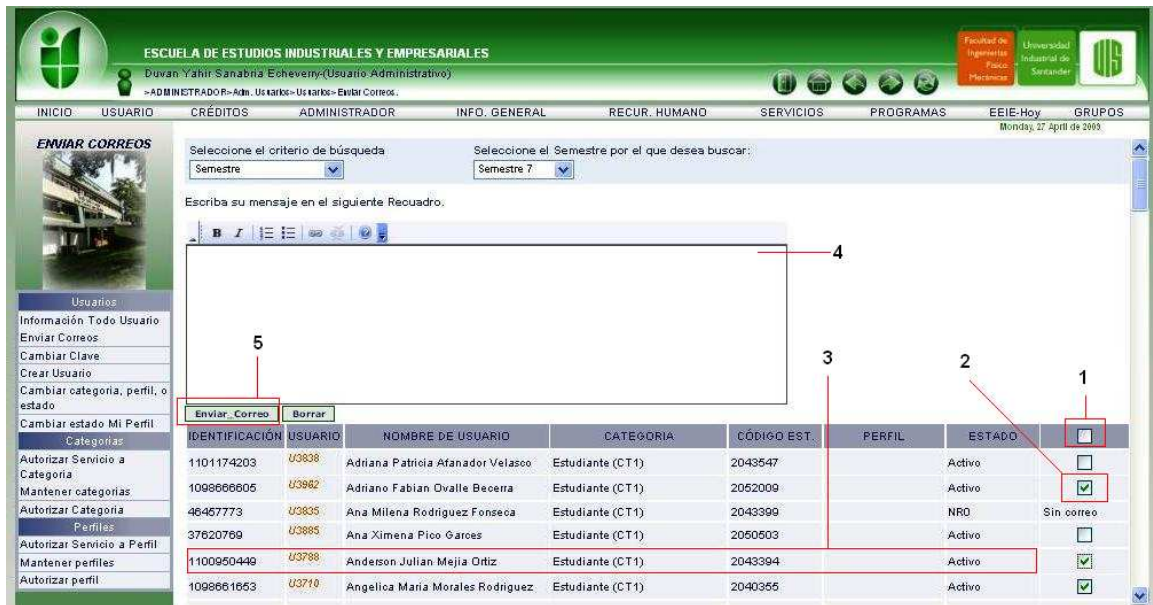 ESCUELA DE ESTUDIOS INDUSTRIALES Y EMPRESARIALES
Duvan Yahir Sanabria Echeverry-(Usuario Administrativo)
»ADMINISTRADOR»Adm. Usuarios»Usuarios»Enviar Correos.
Facultad de Ingenierías Físico Mecánicas
Universidad Industrial de Santander
UIS
INICIO USUARIO CRÉDITOS ADMINISTRADOR INFO. GENERAL RECUR. HUMANO SERVICIOS PROGRAMAS EEIE-Hoy GRUPOS
Monday, 27 April de 2009
ENVIAR CORREOS
Seleccione el criterio de búsqueda
Seleccione el Semestre por el que desea buscar:
Semestre
Semestre 7
Escriba su mensaje en el siguiente Recuadro.
B I
4
Usuarios
Información Todo Usuario
Enviar Correos
Cambiar Clave
Crear Usuario
Cambiar categoria, perfil, o
estado
Cambiar estado Mi Perfil
Categorias
Autorizar Servicio a
Categoria
Mantener categorias
Autorizar Categoria
Perfiles
Autorizar Servicio a Perfil
Mantener perfiles
Autorizar perfil
5
3
2
1
Enviar_Correo Borrar
IDENTIFICACIÓN USUARIO NOMBRE DE USUARIO CATEGORIA CÓDIGO EST. PERFIL ESTADO
1101174203 U3838 Adriana Patricia Afanador Velasco Estudiante (CT1) 2043547 Activo
1098666605 U3962 Adriano Fabian Ovalle Becerra Estudiante (CT1) 2052009 Activo
46457773 U3835 Ana Milena Rodriguez Fonseca Estudiante (CT1) 2043399 NRO Sin correo
37620769 U3885 Ana Ximena Pico Garces Estudiante (CT1) 2050503 Activo
1100950449 U3788 Anderson Julian Mejia Ortiz Estudiante (CT1) 2043394 Activo
1098661653 U3710 Angelica Maria Morales Rodriguez Estudiante (CT1) 2040355 Activo